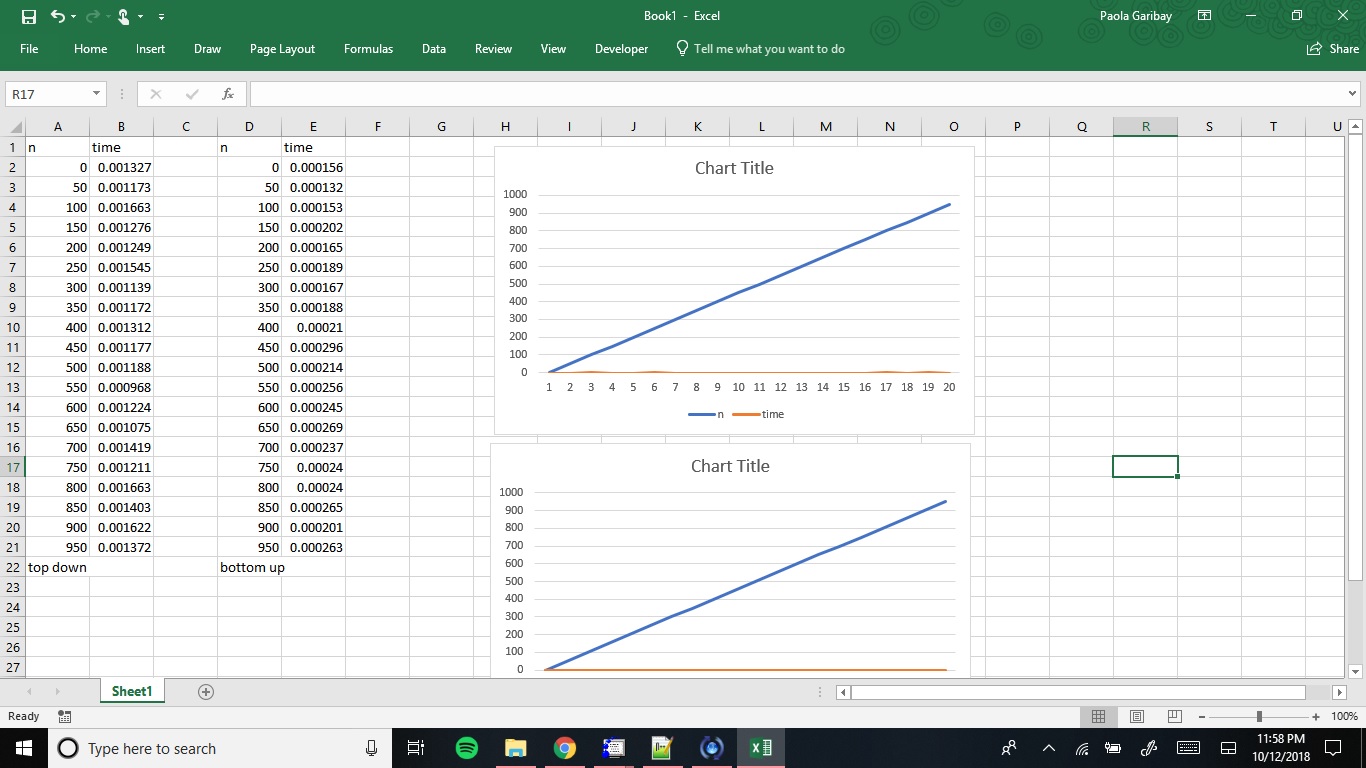 Book1 - Excel
Paola Garibay
File Home Insert Draw Page Layout Formulas Data Review View Developer Tell me what you want to do Share
R17 fx
A B C D E F G H I J K L M N O P Q R S T U
1 n time n time
2 0 0.001327 0 0.000156
3 50 0.001173 50 0.000132
4 100 0.001663 100 0.000153
5 150 0.001276 150 0.000202
6 200 0.001249 200 0.000165
7 250 0.001545 250 0.000189
8 300 0.001139 300 0.000167
9 350 0.001172 350 0.000188
10 400 0.001312 400 0.00021
11 450 0.001177 450 0.000296
12 500 0.001188 500 0.000214
13 550 0.000968 550 0.000256
14 600 0.001224 600 0.000245
15 650 0.001075 650 0.000269
16 700 0.001419 700 0.000237
17 750 0.001211 750 0.00024
18 800 0.001663 800 0.00024
19 850 0.001403 850 0.000265
20 900 0.001622 900 0.000201
21 950 0.001372 950 0.000263
22 top down bottom up
23
24
25
26
27
Chart Title
1000
900
800
700
600
500
400
300
200
100
0
1 2 3 4 5 6 7 8 9 10 11 12 13 14 15 16 17 18 19 20
n time
Chart Title
1000
900
800
700
600
500
400
300
200
100
0
Sheet1
Ready 100%
Type here to search
11:58 PM
10/12/2018